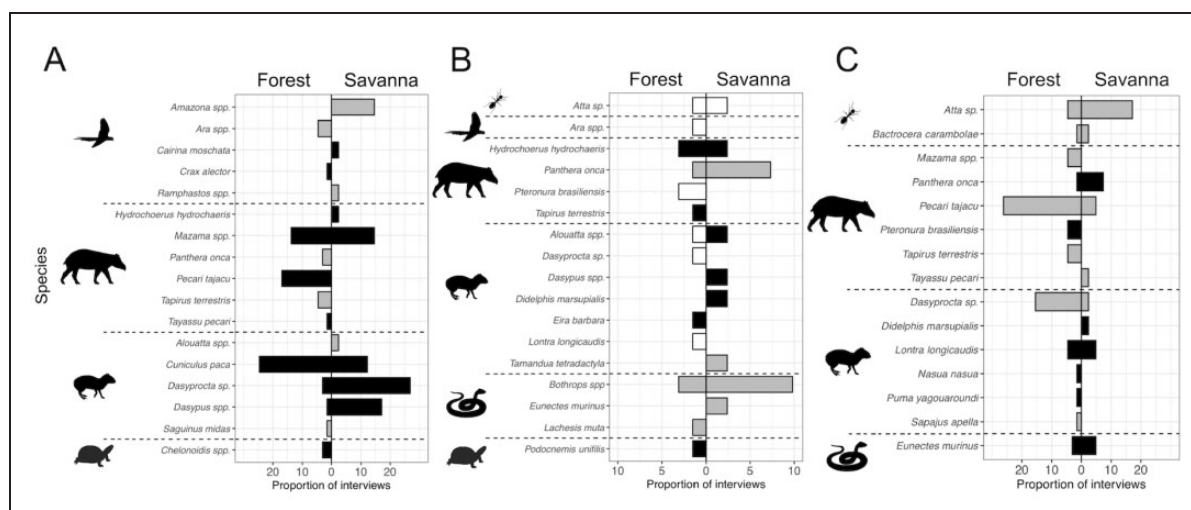 A
Forest Savanna
Species
Amazona spp.
Ara spp.
Cairina moschata
Crax alector
Ramphastos spp.
Hydrochoerus hydrochaeris
Mazama spp.
Panthera onca
Pecari tajacu
Tapirus terrestris
Tayassu pecari
Alouatta spp.
Cuniculus paca
Dasyprocta sp.
Dasypus spp.
Saguinus midas
Chelonoidis spp.
20 10 0 10 20
Proportion of interviews
B
Forest Savanna
Atta sp.
Ara spp.
Hydrochoerus hydrochaeris
Panthera onca
Pteronura brasiliensis
Tapirus terrestris
Alouatta spp.
Dasyprocta sp.
Dasypus spp.
Didelphis marsupialis
Eira barbara
Lontra longicaudis
Tamandua tetradactyla
Bothrops spp
Eunectes murinus
Lachesis muta
Podocnemis unifilis
10 5 0 5 10
Proportion of interviews
C
Forest Savanna
Atta sp.
Bactrocera carambolae
Mazama spp.
Panthera onca
Pecari tajacu
Pteronura brasiliensis
Tapirus terrestris
Tayassu pecari
Dasyprocta sp.
Didelphis marsupialis
Lontra longicaudis
Nasua nasua
Puma yagouaroundi
Sapajus apella
Eunectes murinus
20 10 0 10 20 30
Proportion of interviews